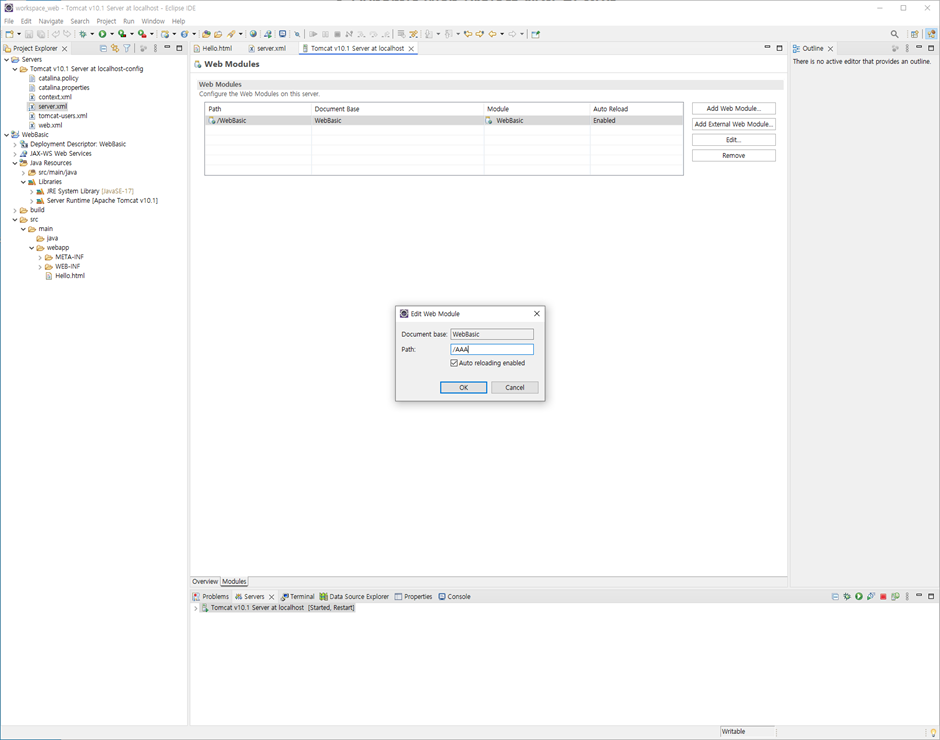 workspace_web - Tomcat v10.1 Server at localhost - Eclipse IDE
File Edit Navigate Search Project Run Window Help
Project Explorer
Servers
Tomcat v10.1 Server at localhost-config
catalina.policy
catalina.properties
context.xml
server.xml
tomcat-users.xml
web.xml
WebBasic
Deployment Descriptor: WebBasic
JAX-WS Web Services
Java Resources
src/main/java
Libraries
JRE System Library [JavaSE-17]
Server Runtime [Apache Tomcat v10.1]
build
src
main
java
webapp
META-INF
WEB-INF
Hello.html
Hello.html server.xml Tomcat v10.1 Server at localhost
Web Modules
Web Modules
Configure the Web Modules on this server.
Path Document Base Module Auto Reload
/WebBasic WebBasic WebBasic Enabled
Add Web Module...
Add External Web Module...
Edit...
Remove
Edit Web Module
Document base: WebBasic
Path: /AAA
Auto reloading enabled
OK Cancel
Overview Modules
Problems Servers Terminal Data Source Explorer Properties Console
Tomcat v10.1 Server at localhost [Started, Restart]
Outline
There is no active editor that provides an outline.
Writable